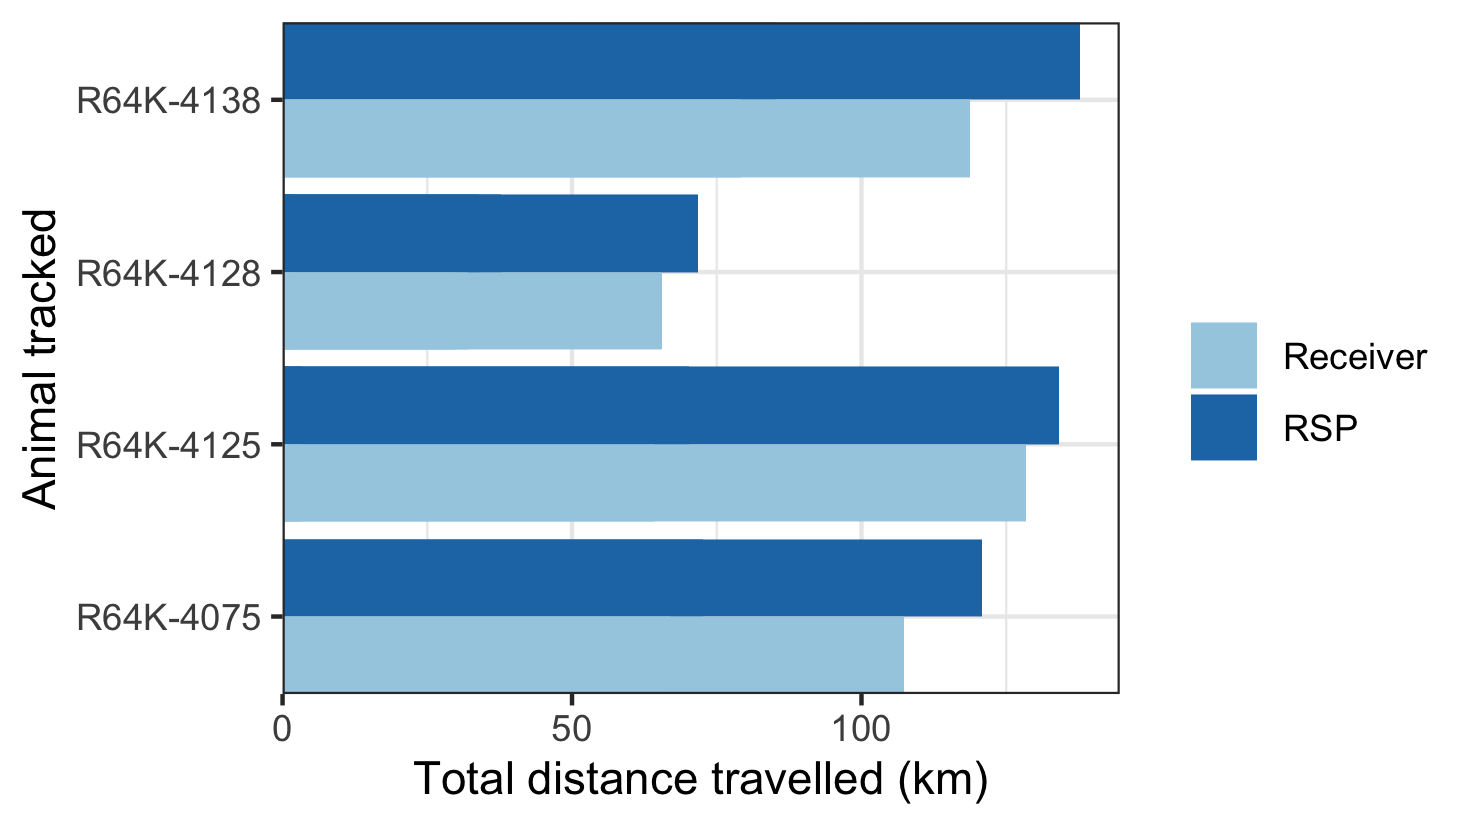 R64K-4138
R64K-4128
R64K-4125
R64K-4075
Animal tracked
0 50 100
Total distance travelled (km)
Receiver
RSP